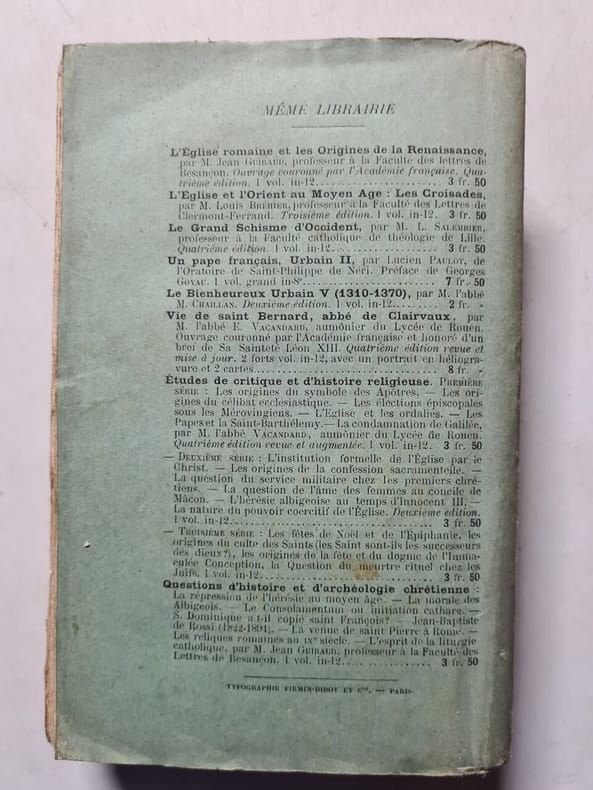 MÊME LIBRAIRIE
L'Église romaine et les Origines de la Renaissance,
par M. Jean GUIRAUD, professeur à la Faculté des lettres de
Besançon. Ouvrage couronné par l'Académie française. Qua-
trième édition. 1 vol. in-12..................... 3 fr. 50
L'Église et l'Orient au Moyen Age : Les Croisades,
par M. Louis BRÉHIER, professeur à la Faculté des Lettres de
Clermont-Ferrand. Troisième édition. 1 vol. in-12. 3 fr. 50
Le Grand Schisme d'Occident, par M. L. SALEMBIER,
professeur à la Faculté catholique de théologie de Lille.
Quatrième édition. 1 vol. in-12................... 3 fr. 50
Un pape français, Urbain II, par Lucien PAULOT, de
l'Oratoire de Saint-Philippe de Néri. Préface de Georges
GOYAU. 1 vol. grand in-8º........................ 7 fr. 50
Le Bienheureux Urbain V (1310-1370), par M. l'abbé
M. CHAILLAN. Deuxième édition. 1 vol. in-12......... 2 fr. »
Vie de saint Bernard, abbé de Clairvaux, par
M. l'abbé E. VACANDARD, aumônier du Lycée de Rouen.
Ouvrage couronné par l'Académie française et honoré d'un
bref de Sa Sainteté Léon XIII. Quatrième édition revue et
mise à jour. 2 forts vol. in-12, avec un portrait en héliogra-
vure et 2 cartes................................ 8 fr. »
Études de critique et d'histoire religieuse. PREMIÈRE
SÉRIE : Les origines du symbole des Apôtres. — Les ori-
gines du célibat ecclésiastique. — Les élections épiscopales
sous les Mérovingiens. — L'Église et les ordalies. — Les
Papes et la Saint-Barthélemy. — La condamnation de Galilée,
par M. l'abbé VACANDARD, aumônier du Lycée de Rouen.
Quatrième édition revue et augmentée. 1 vol. in-12. 3 fr. 50
— DEUXIÈME SÉRIE : L'institution formelle de l'Église par le
Christ. — Les origines de la confession sacramentelle. —
La question du service militaire chez les premiers chré-
tiens. — La question de l'âme des femmes au concile de
Mâcon. — L'hérésie albigeoise au temps d'Innocent III. —
La nature du pouvoir coercitif de l'Église. Deuxième édition.
1 vol. in-12.................................... 3 fr. 50
— TROISIÈME SÉRIE : Les fêtes de Noël et de l'Épiphanie, les
origines du culte des Saints (les Saint sont-ils les successeurs
des dieux?), les origines de la fête et du dogme de l'Imma-
culée Conception, la Question du meurtre rituel chez les
Juifs. 1 vol. in-12.............................. 3 fr. 50
Questions d'histoire et d'archéologie chrétienne :
La répression de l'hérésie au moyen âge. — La morale des
Albigeois. — Le Consolamentum ou initiation cathare. —
S. Dominique a-t-il copié saint François? — Jean-Baptiste
de Rossi (1822-1894). — La venue de saint Pierre à Rome. —
Les reliques romaines au IXe siècle. — L'esprit de la liturgie
catholique, par M. Jean GUIRAUD, professeur à la Faculté des
Lettres de Besançon. 1 vol. in-12................ 3 fr. 50
TYPOGRAPHIE FIRMIN-DIDOT ET Cie. — PARIS.